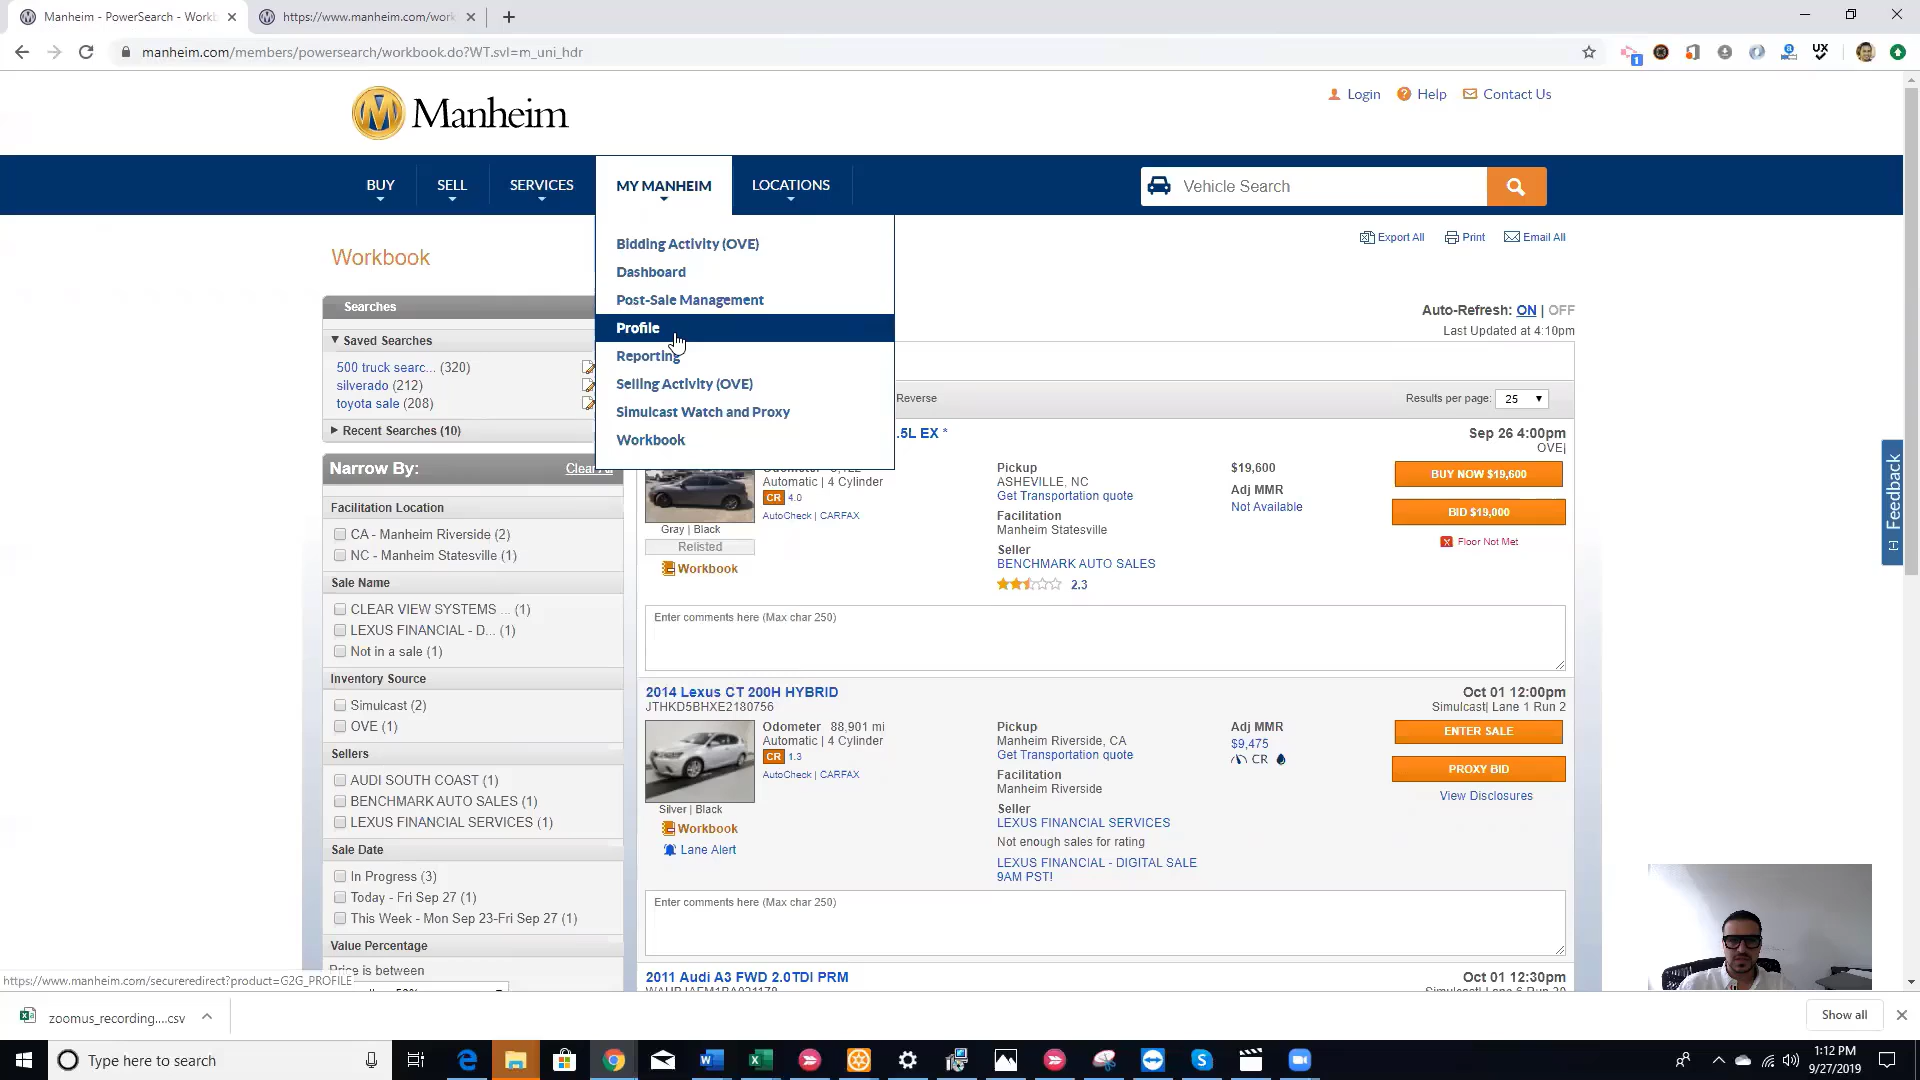 Manheim - PowerSearch - Workb
https://www.manheim.com/work
manheim.com/members/powersearch/workbook.do?WT.svl=m_uni_hdr
1
UX
Manheim
Login
Help
Contact Us
BUY
SELL
SERVICES
MY MANHEIM
LOCATIONS
Vehicle Search
Bidding Activity (OVE)
Dashboard
Post-Sale Management
Profile
Reporting
Selling Activity (OVE)
Simulcast Watch and Proxy
Workbook
Export All
Print
Email All
Workbook
Auto-Refresh: ON | OFF
Last Updated at 4:10pm
Searches
Saved Searches
500 truck searc... (320)
silverado (212)
toyota sale (208)
Recent Searches (10)
Narrow By:
Facilitation Location
CA - Manheim Riverside (2)
NC - Manheim Statesville (1)
Sale Name
CLEAR VIEW SYSTEMS ... (1)
LEXUS FINANCIAL - D... (1)
Not in a sale (1)
Inventory Source
Simulcast (2)
OVE (1)
Sellers
AUDI SOUTH COAST (1)
BENCHMARK AUTO SALES (1)
LEXUS FINANCIAL SERVICES (1)
Sale Date
In Progress (3)
Today - Fri Sep 27 (1)
This Week - Mon Sep 23-Fri Sep 27 (1)
Value Percentage
Price is between
Reverse
Results per page: 25
.5L EX *
Sep 26 4:00pm
OVE|
Automatic | 4 Cylinder
CR 4.0
AutoCheck | CARFAX
Gray | Black
Relisted
Workbook
Pickup
ASHEVILLE, NC
Get Transportation quote
Facilitation
Manheim Statesville
Seller
BENCHMARK AUTO SALES
2.3
$19,600
Adj MMR
Not Available
BUY NOW $19,600
BID $19,000
Floor Not Met
Enter comments here (Max char 250)
2014 Lexus CT 200H HYBRID
JTHKD5BHXE2180756
Oct 01 12:00pm
Simulcast| Lane 1 Run 2
Odometer 88,901 mi
Automatic | 4 Cylinder
CR 1.3
AutoCheck | CARFAX
Silver | Black
Workbook
Lane Alert
Pickup
Manheim Riverside, CA
Get Transportation quote
Facilitation
Manheim Riverside
Seller
LEXUS FINANCIAL SERVICES
Not enough sales for rating
LEXUS FINANCIAL - DIGITAL SALE
9AM PST!
Adj MMR
$9,475
CR
ENTER SALE
PROXY BID
View Disclosures
Enter comments here (Max char 250)
2011 Audi A3 FWD 2.0TDI PRM
Oct 01 12:30pm
Feedback
https://www.manheim.com/secureredirect?product=G2G_PROFILE
zoomus_recording....csv
Show all
Type here to search
1:12 PM
9/27/2019